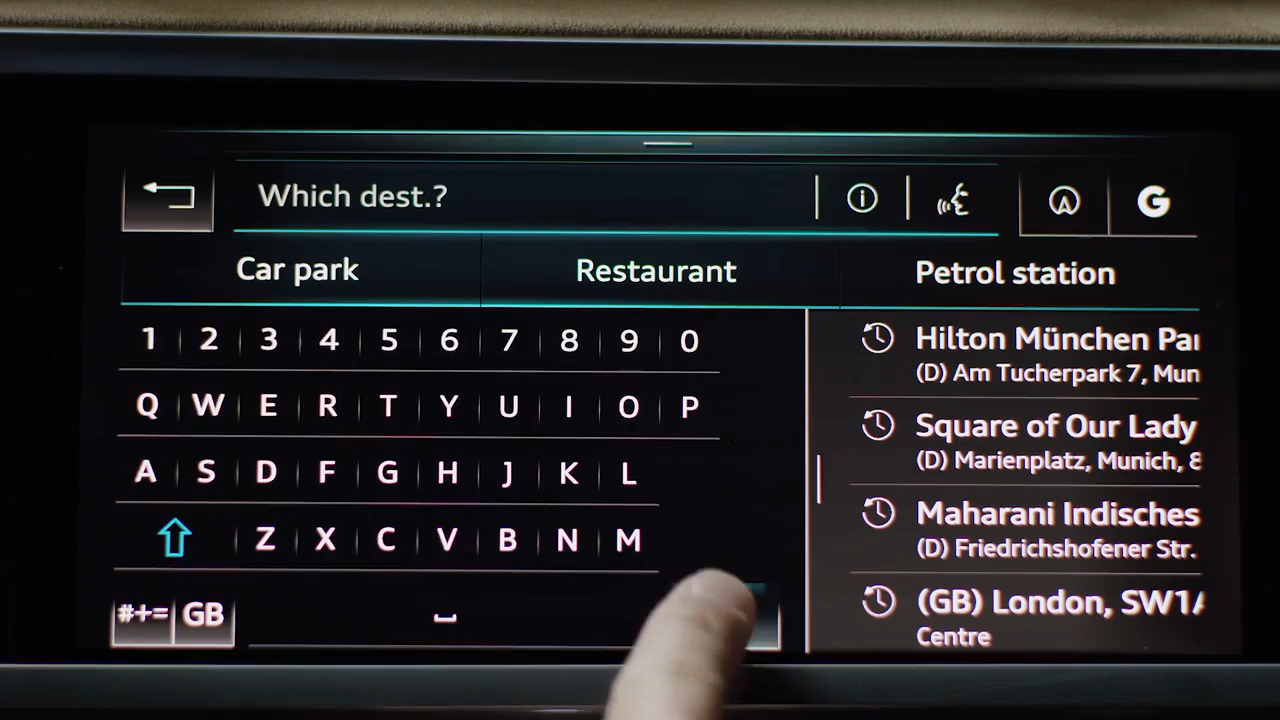 Which dest.?
G
Car park
Restaurant
Petrol station
1 2 3 4 5 6 7 8 9 0
Q W E R T Y U I O P
A S D F G H J K L
Z X C V B N M
#+= GB
Hilton München Par
(D) Am Tucherpark 7, Mun
Square of Our Lady
(D) Marienplatz, Munich, 8
Maharani Indisches
(D) Friedrichshofener Str.
(GB) London, SW1A
Centre